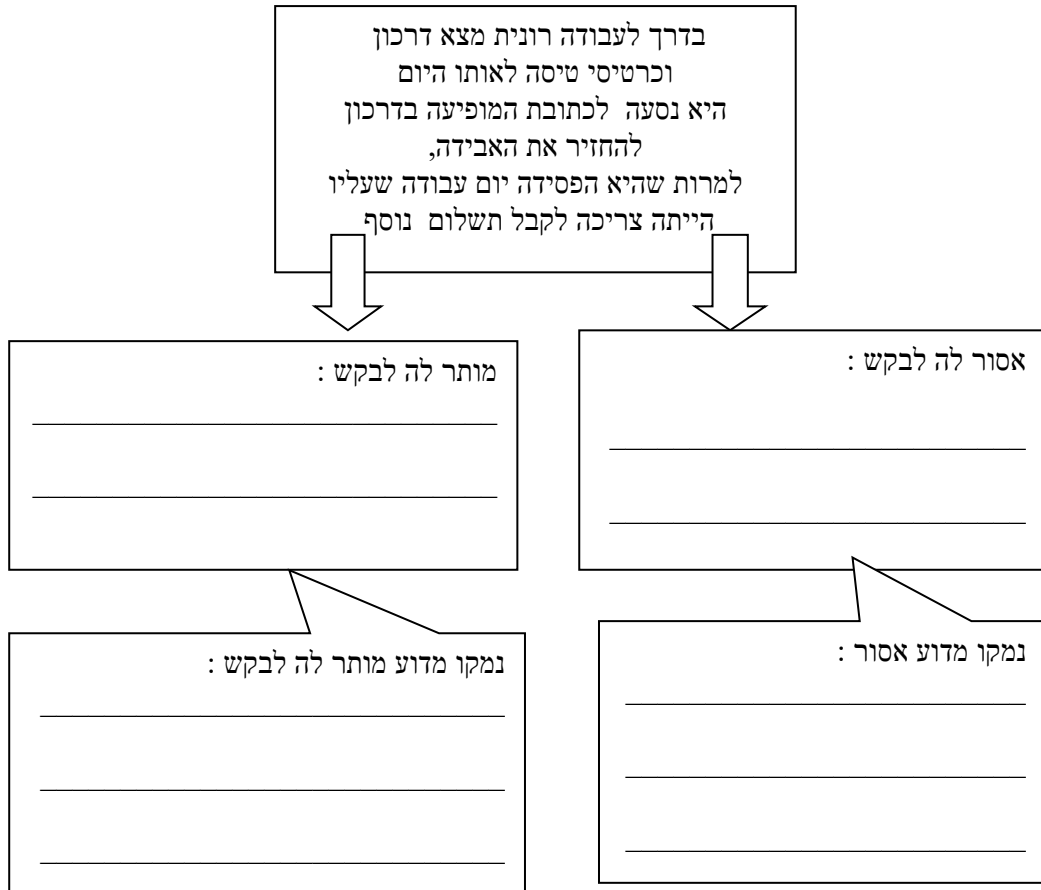 בדרך לעבודה רונית מצא דרכון
וכרטיסי טיסה לאותו היום
היא נסעה לכתובת המופיעה בדרכון
להחזיר את האבידה,
למרות שהיא הפסידה יום עבודה שעליו
הייתה צריכה לקבל תשלום נוסף
אסור לה לבקש :
מותר לה לבקש :
נמקו מדוע אסור :
נמקו מדוע מותר לה לבקש :